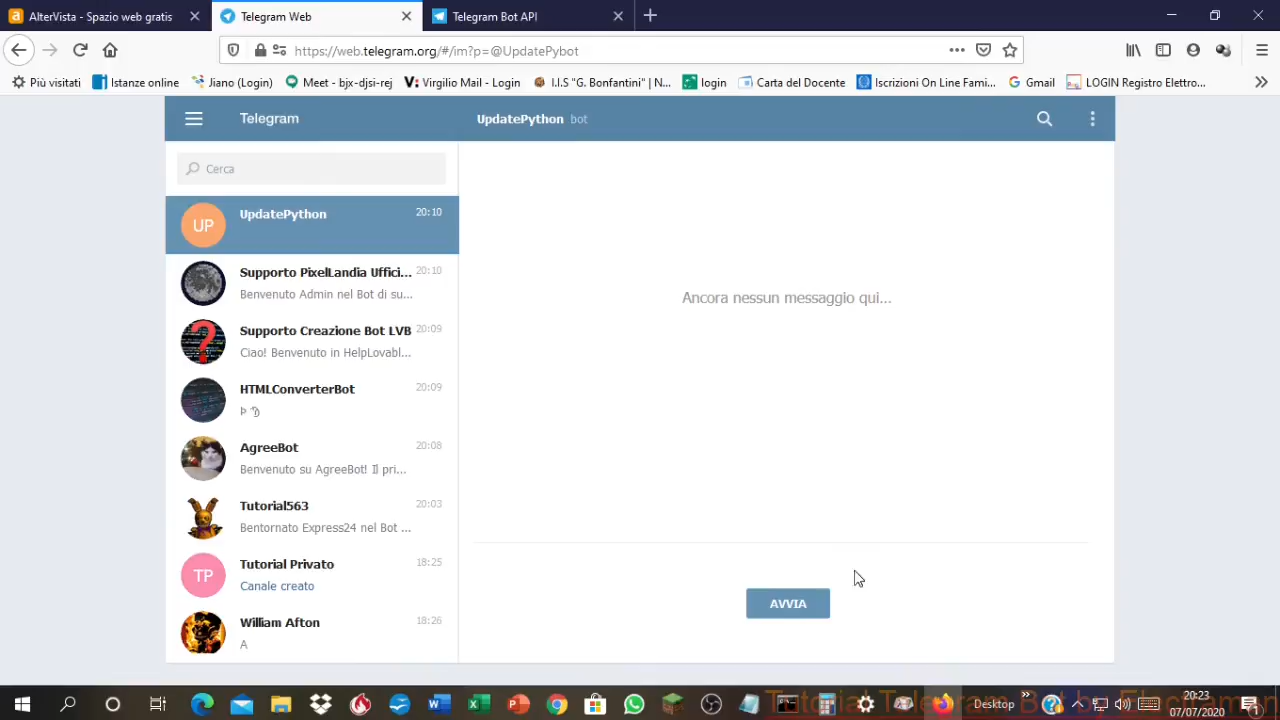 AlterVista - Spazio web gratis
Telegram Web
Telegram Bot API
https://web.telegram.org/#/im?p=@UpdatePybot
Più visitati
Istanze online
Jiano (Login)
Meet - bjx-djsi-rej
Virgilio Mail - Login
I.I.S "G. Bonfantini" | N...
login
Carta del Docente
Iscrizioni On Line Fami...
Gmail
LOGIN Registro Elettro...
Telegram
UpdatePython bot
Cerca
UP
UpdatePython
20:10
Supporto PixelLandia Uffici...
20:10
Benvenuto Admin nel Bot di su...
Supporto Creazione Bot LVB
20:09
Ciao! Benvenuto in HelpLovabl...
HTMLConverterBot
20:09
AgreeBot
20:08
Benvenuto su AgreeBot! Il pri...
Tutorial563
20:03
Bentornato Express24 nel Bot ...
TP
Tutorial Privato
18:25
Canale creato
William Afton
18:26
A
Ancora nessun messaggio qui...
AVVIA
Desktop
20:23
07/07/2020
Tutorial Telegram Bot by